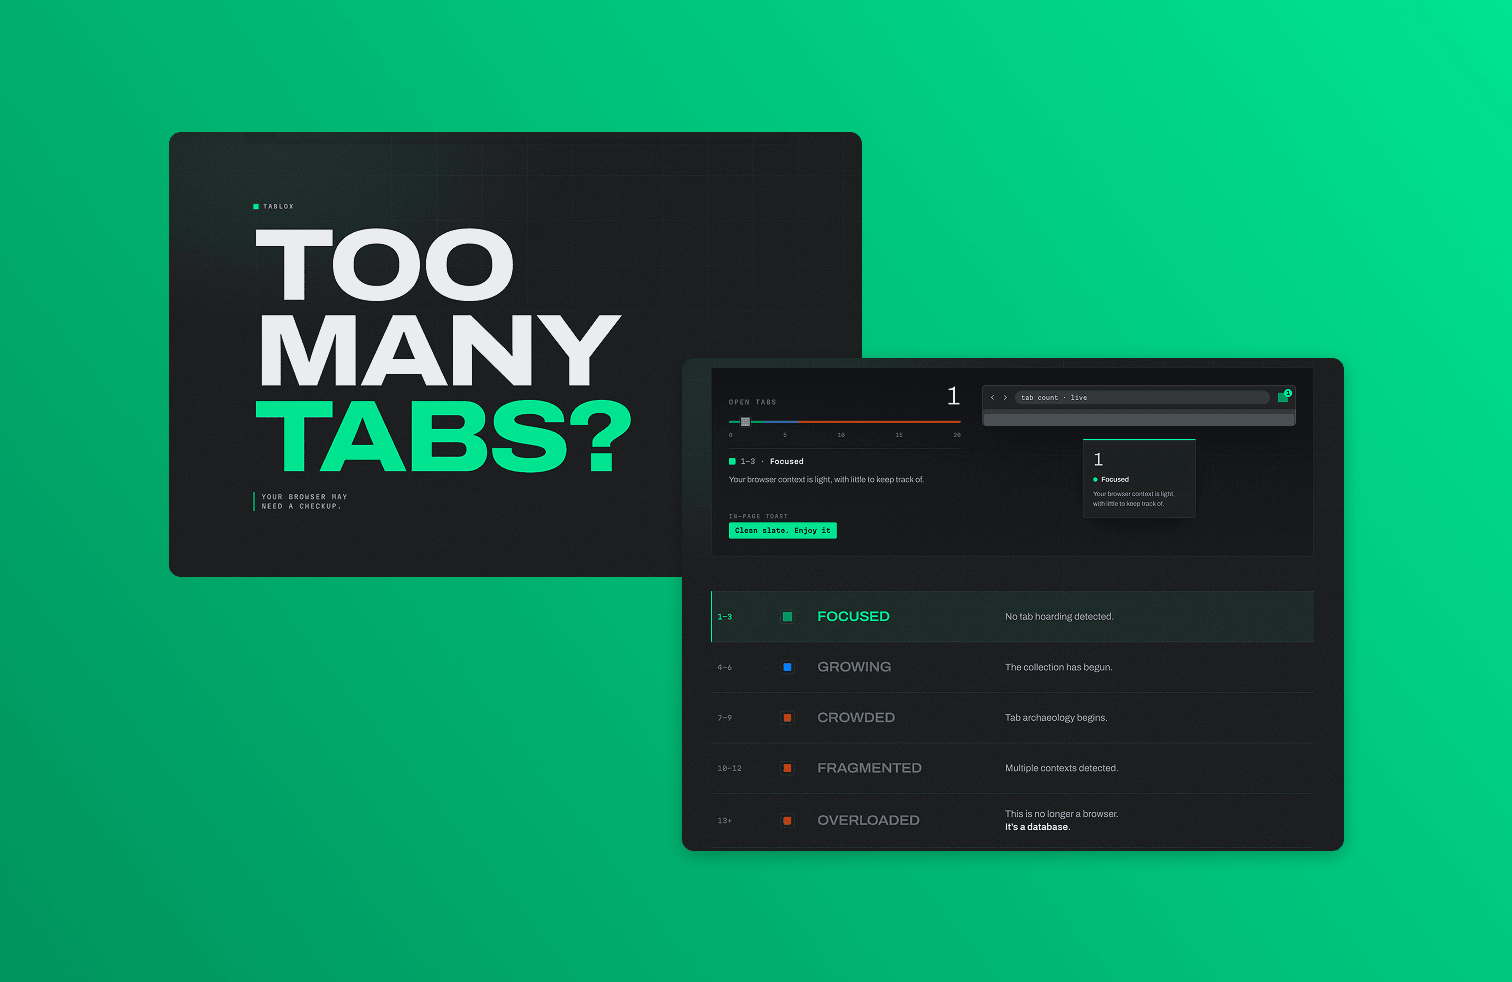 TABLOX
TOO
MANY
TABS?
YOUR BROWSER MAY
NEED A CHECKUP.
OPEN TABS
1
0 5 10 15 20
1–3 · Focused
Your browser context is light, with little to keep track of.
IN-PAGE TOAST
Clean slate. Enjoy it
tab count · live
1
1
Focused
Your browser context is light,
with little to keep track of.
1–3 FOCUSED No tab hoarding detected.
4–6 GROWING The collection has begun.
7–9 CROWDED Tab archaeology begins.
10–12 FRAGMENTED Multiple contexts detected.
13+ OVERLOADED This is no longer a browser.
It's a database.